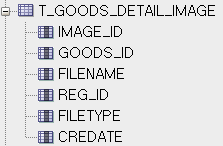 T_GOODS_DETAIL_IMAGE
IMAGE_ID
GOODS_ID
FILENAME
REG_ID
FILETYPE
CREDATE